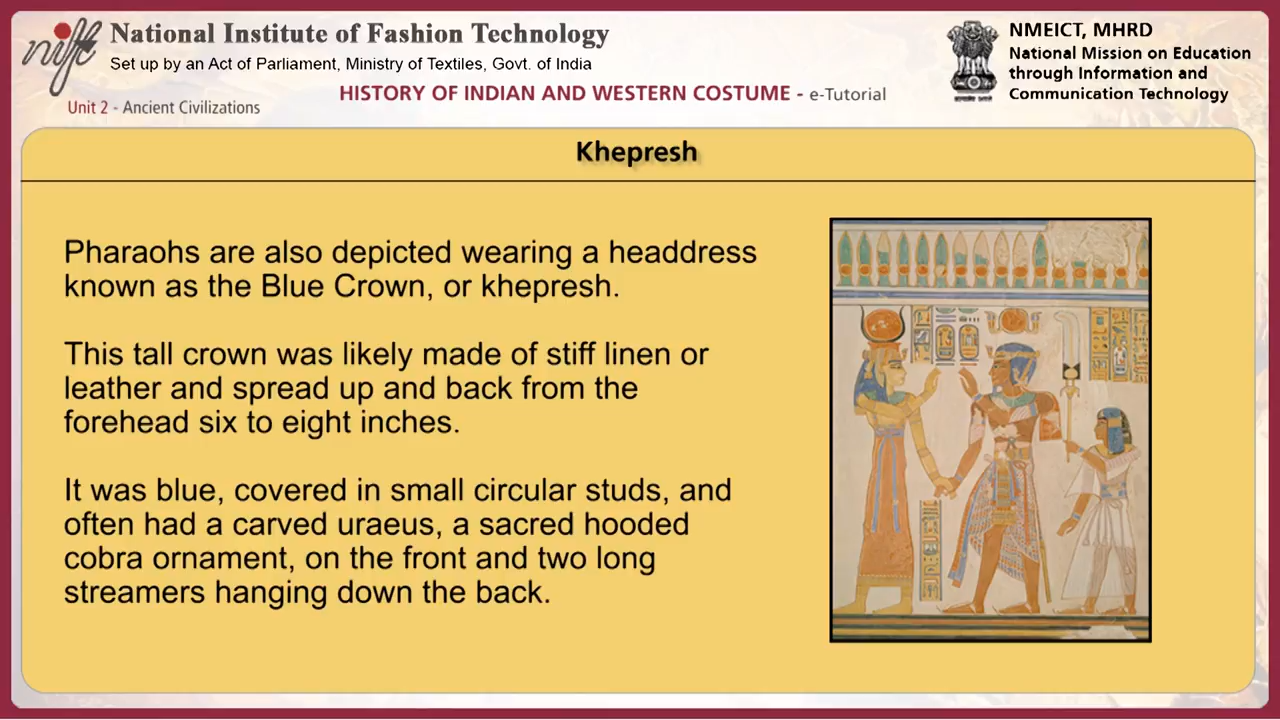 nift
National Institute of Fashion Technology
Set up by an Act of Parliament, Ministry of Textiles, Govt. of India
NMEICT, MHRD
National Mission on Education
through Information and
Communication Technology
Unit 2 - Ancient Civilizations
HISTORY OF INDIAN AND WESTERN COSTUME - e-Tutorial
Khepresh
Pharaohs are also depicted wearing a headdress
known as the Blue Crown, or khepresh.
This tall crown was likely made of stiff linen or
leather and spread up and back from the
forehead six to eight inches.
It was blue, covered in small circular studs, and
often had a carved uraeus, a sacred hooded
cobra ornament, on the front and two long
streamers hanging down the back.